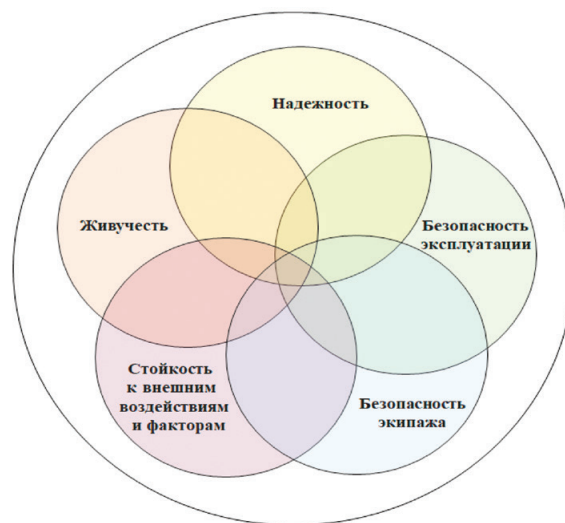 Надежность
Живучесть
Безопасность
эксплуатации
Стойкость
к внешним
воздействиям
и факторам
Безопасность
экипажа